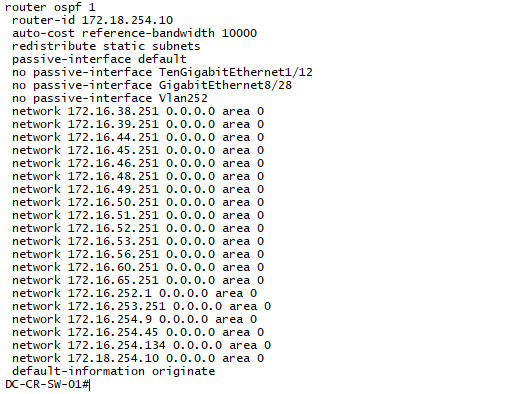 router ospf 1
router-id 172.18.254.10
auto-cost reference-bandwidth 10000
redistribute static subnets
passive-interface default
no passive-interface TenGigabitEthernet1/12
no passive-interface GigabitEthernet8/28
no passive-interface Vlan252
network 172.16.38.251 0.0.0.0 area 0
network 172.16.39.251 0.0.0.0 area 0
network 172.16.44.251 0.0.0.0 area 0
network 172.16.45.251 0.0.0.0 area 0
network 172.16.46.251 0.0.0.0 area 0
network 172.16.48.251 0.0.0.0 area 0
network 172.16.49.251 0.0.0.0 area 0
network 172.16.50.251 0.0.0.0 area 0
network 172.16.51.251 0.0.0.0 area 0
network 172.16.52.251 0.0.0.0 area 0
network 172.16.53.251 0.0.0.0 area 0
network 172.16.56.251 0.0.0.0 area 0
network 172.16.60.251 0.0.0.0 area 0
network 172.16.65.251 0.0.0.0 area 0
network 172.16.252.1 0.0.0.0 area 0
network 172.16.253.251 0.0.0.0 area 0
network 172.16.254.9 0.0.0.0 area 0
network 172.16.254.45 0.0.0.0 area 0
network 172.16.254.134 0.0.0.0 area 0
network 172.18.254.10 0.0.0.0 area 0
default-information originate
DC-CR-SW-01#